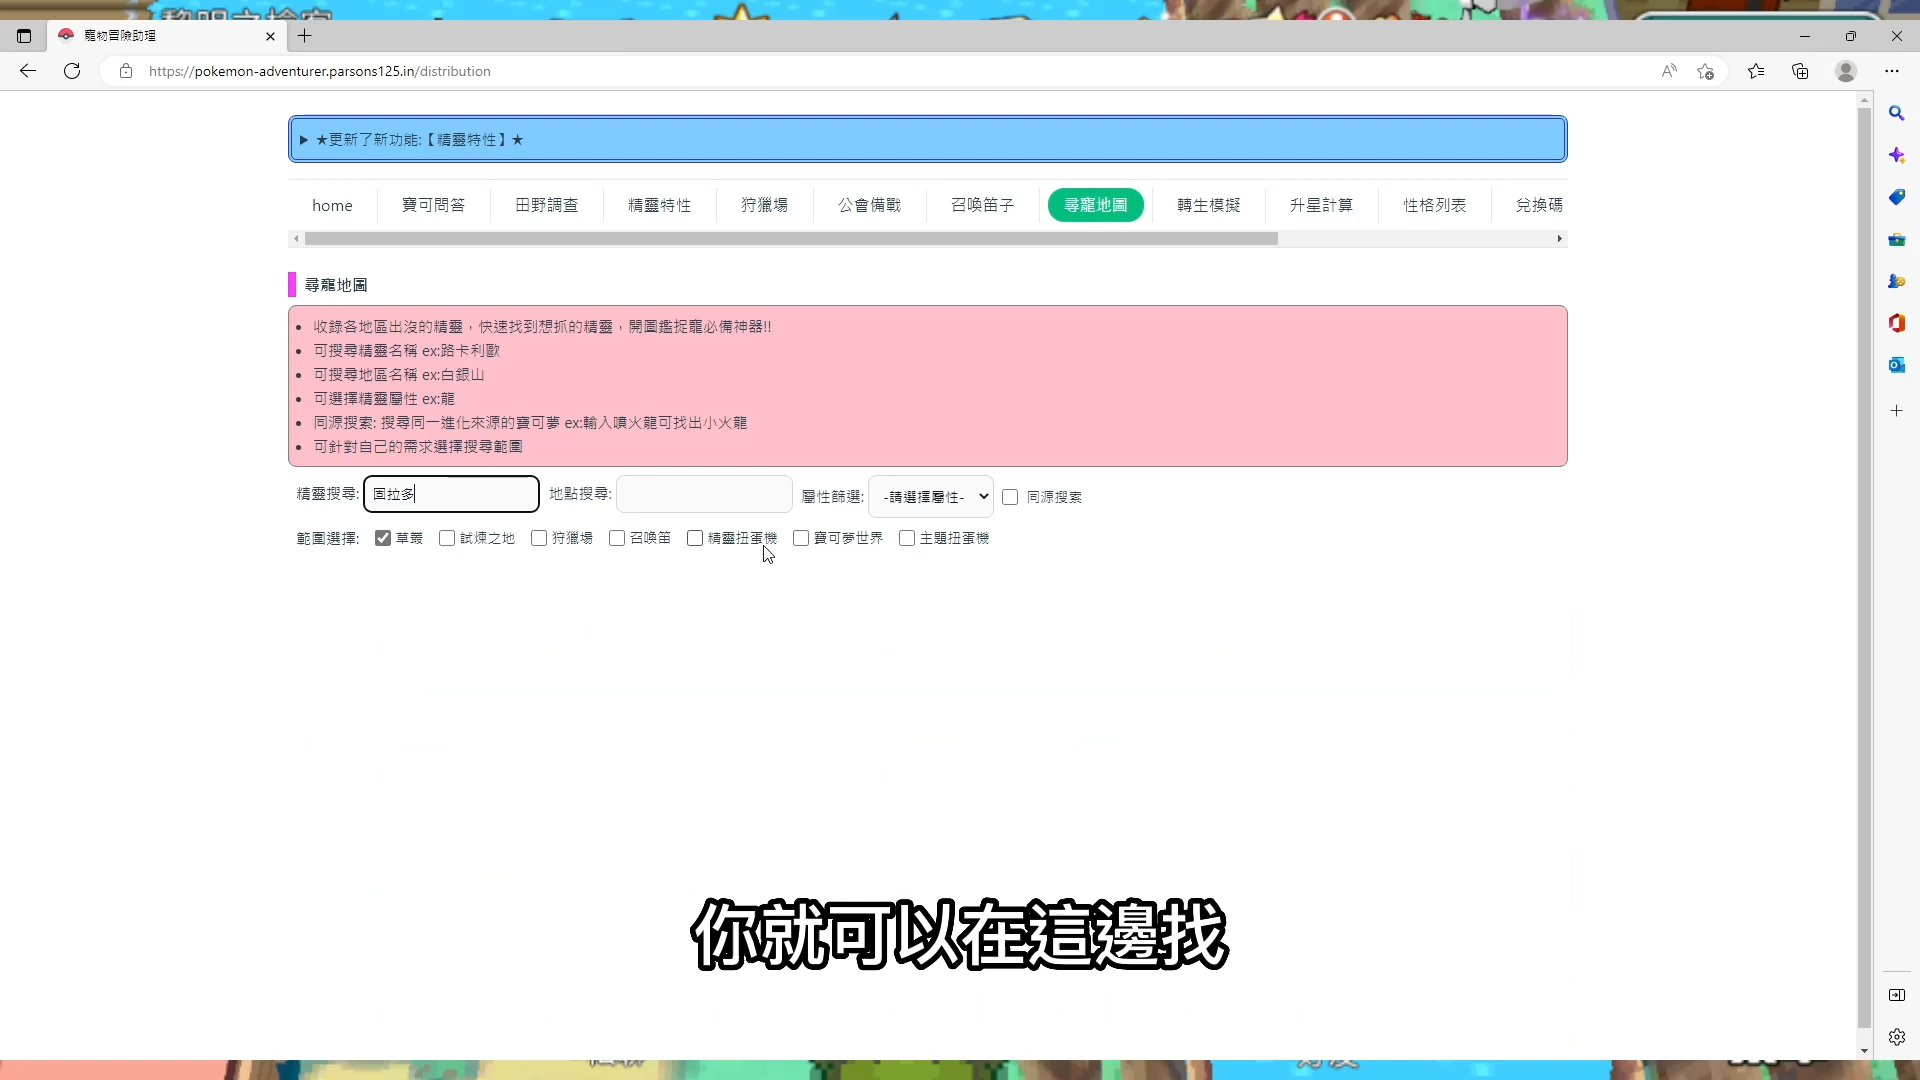 寵物冒險助理
https://pokemon-adventurer.parsons125.in/distribution
▶ ★更新了新功能:【精靈特性】★
home 寶可問答 田野調查 精靈特性 狩獵場 公會備戰 召喚笛子 尋寵地圖 轉生模擬 升星計算 性格列表 兌換碼
尋寵地圖
• 收錄各地區出沒的精靈，快速找到想抓的精靈，開圖鑑捉寵必備神器!!
• 可搜尋精靈名稱 ex:路卡利歐
• 可搜尋地區名稱 ex:白銀山
• 可選擇精靈屬性 ex:龍
• 同源搜索: 搜尋同一進化來源的寶可夢 ex:輸入噴火龍可找出小火龍
• 可針對自己的需求選擇搜尋範圍
精靈搜尋: 固拉多 地點搜尋: 屬性篩選: -請選擇屬性- 同源搜索
範圍選擇: 草叢 試煉之地 狩獵場 召喚笛 精靈扭蛋機 寶可夢世界 主題扭蛋機
你就可以在這邊找